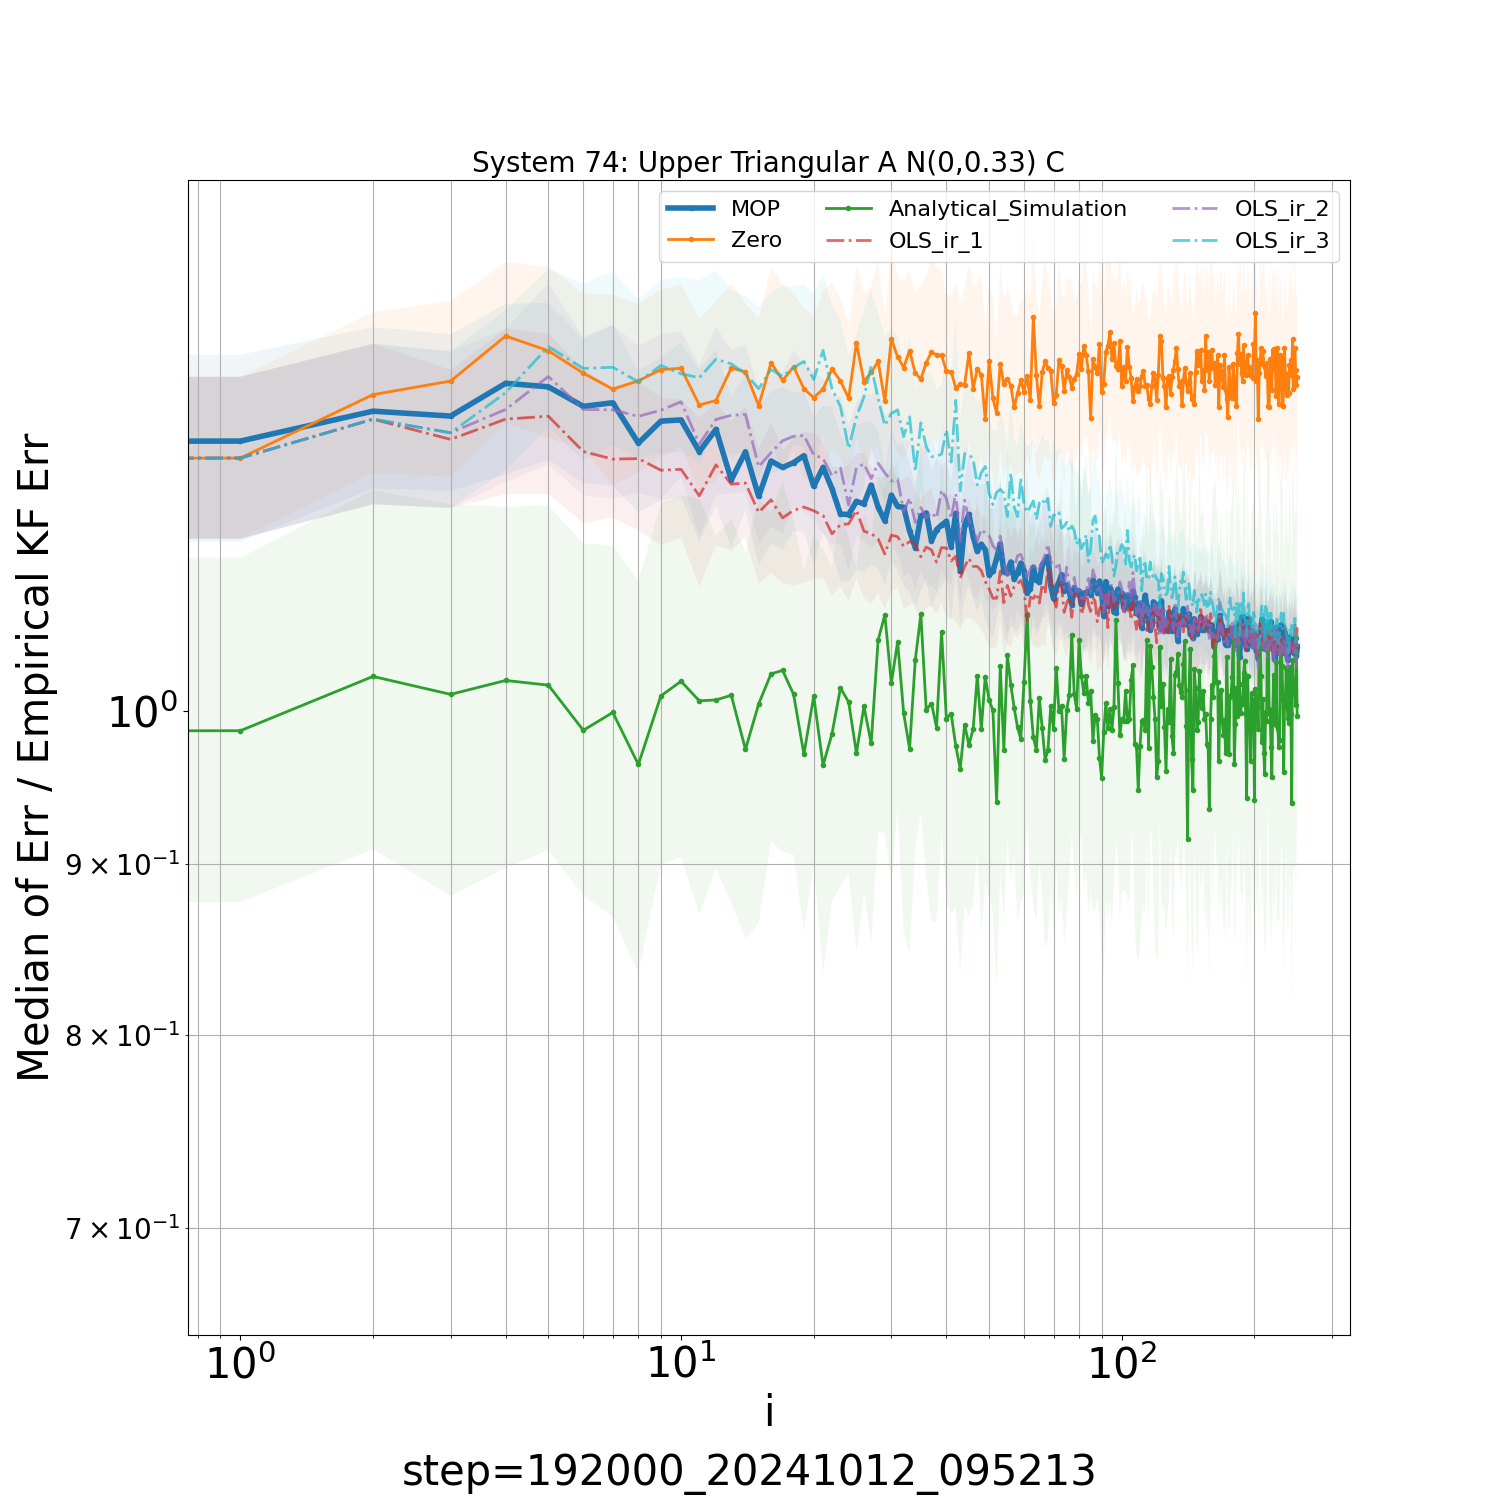 System 74: Upper Triangular A N(0,0.33) C
MOP
Zero
Analytical_Simulation
OLS_ir_1
OLS_ir_2
OLS_ir_3
Median of Err / Empirical KF Err
10⁰
9 × 10⁻¹
8 × 10⁻¹
7 × 10⁻¹
10⁰ 10¹ 10²
i
step=192000_20241012_095213